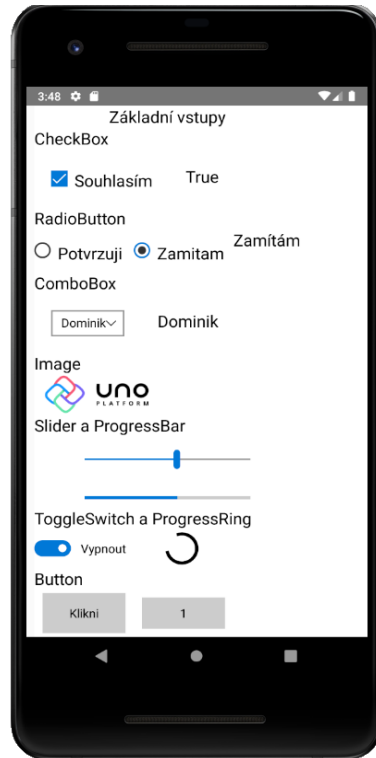 3:48
Základní vstupy
CheckBox
Souhlasím True
RadioButton
Potvrzuji Zamitam Zamítám
ComboBox
Dominik Dominik
Image
uno
PLATFORM
Slider a ProgressBar
ToggleSwitch a ProgressRing
Vypnout
Button
Klikni 1